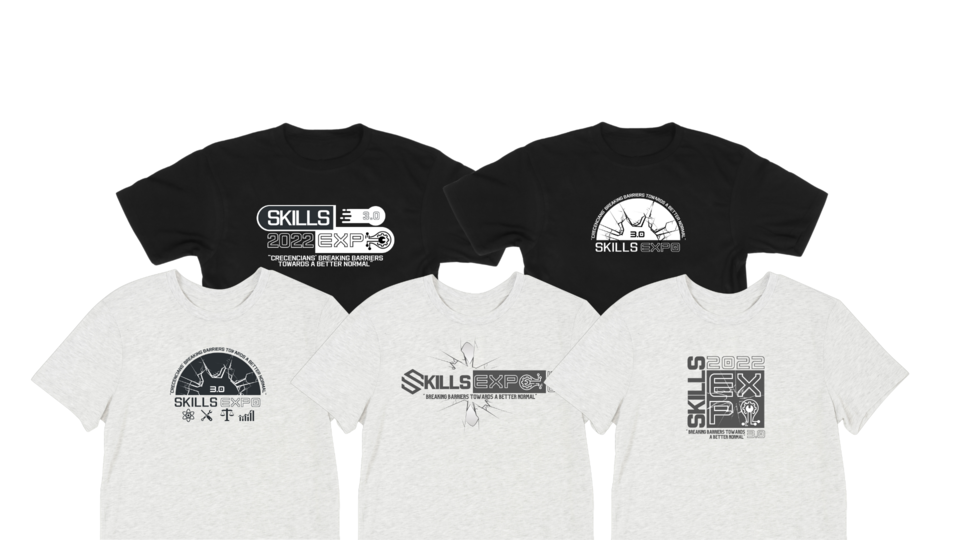 SKILLS 3.0
2022 EXPO
"CRECENCIANS' BREAKING BARRIERS
TOWARDS A BETTER NORMAL"
"CRECENCIANS' BREAKING BARRIERS TOWARDS A BETTER NORMAL"
3.0
SKILLS EXPO
"CRECENCIANS' BREAKING BARRIERS TOWARDS A BETTER NORMAL"
3.0
SKILLS EXPO
SKILLS EXPO
"BREAKING BARRIERS TOWARDS A BETTER NORMAL"
SKILLS
2022
EX
PO
"BREAKING BARRIERS TOWARDS
A BETTER NORMAL"
3.0